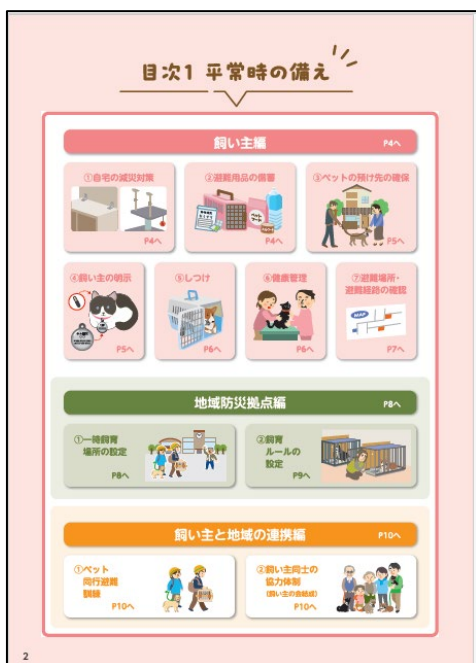 目次1 平常時の備え
飼い主編 P4へ
①自宅の減災対策
P4へ
②避難用品の備蓄
P4へ
③ペットの預け先の確保
P5へ
④飼い主の明示
P5へ
⑤しつけ
P6へ
⑥健康管理
P6へ
⑦避難場所・
避難経路の確認
P7へ
地域防災拠点編 P8へ
①一時飼育
場所の設定
P8へ
②飼育
ルールの
設定
P9へ
飼い主と地域の連携編 P10へ
①ペット
同行避難
訓練
P10へ
②飼い主同士の
協力体制
(飼い主の会結成)
P10へ
2